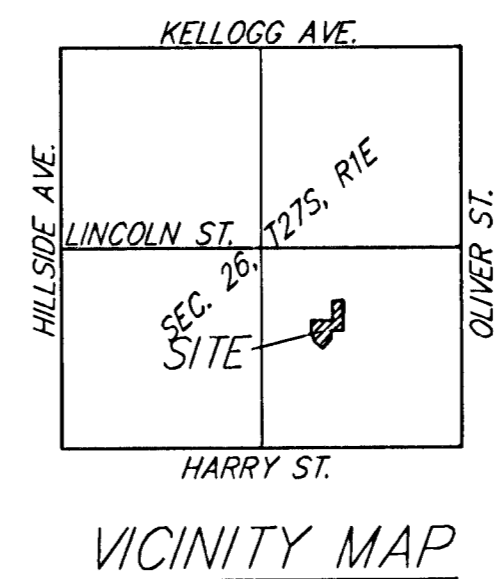 KELLOGG AVE.
HILLSIDE AVE.
LINCOLN ST.
SEC. 26, T27S, R1E
OLIVER ST.
SITE
HARRY ST.
VICINITY MAP